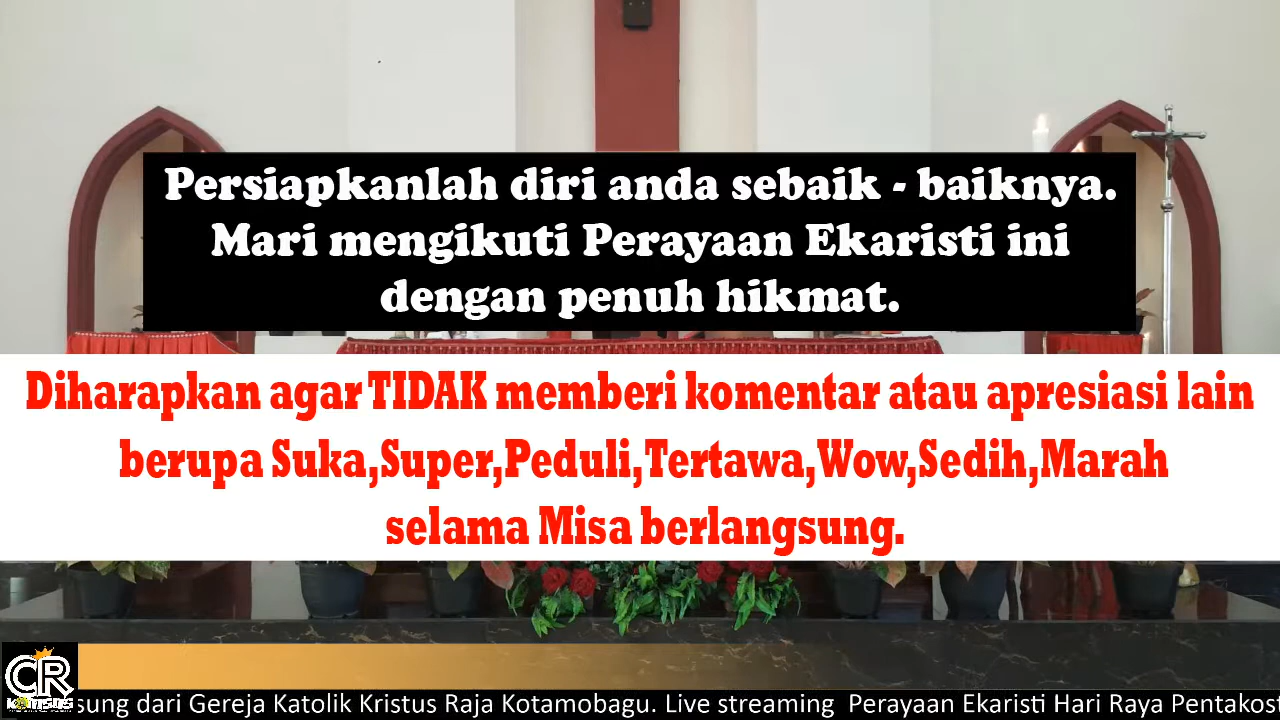 Persiapkanlah diri anda sebaik - baiknya.
Mari mengikuti Perayaan Ekaristi ini
dengan penuh hikmat.
Diharapkan agar TIDAK memberi komentar atau apresiasi lain
berupa Suka,Super,Peduli,Tertawa,Wow,Sedih,Marah
selama Misa berlangsung.
CR
KOMSOS
sung dari Gereja Katolik Kristus Raja Kotamobagu. Live streaming  Perayaan Ekaristi Hari Raya Pentakos